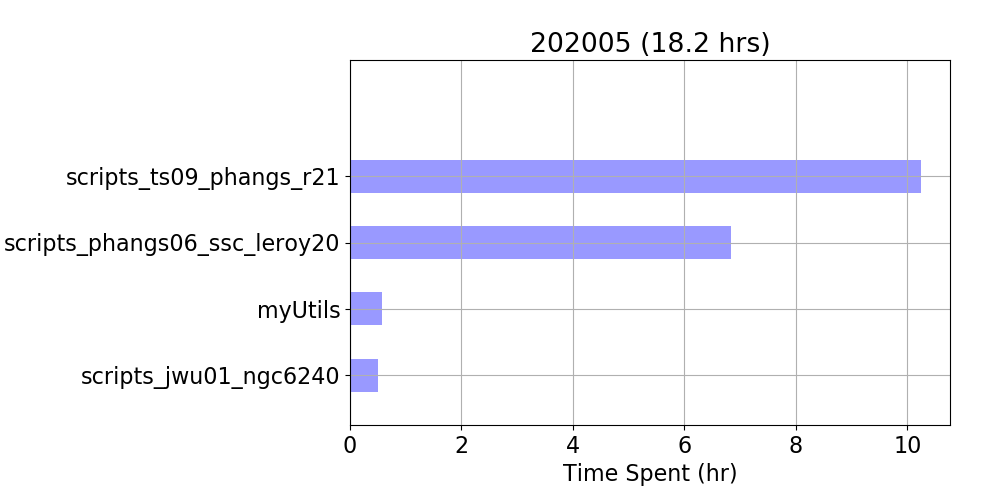 202005 (18.2 hrs)
scripts_ts09_phangs_r21
scripts_phangs06_ssc_leroy20
myUtils
scripts_jwu01_ngc6240
0 2 4 6 8 10
Time Spent (hr)